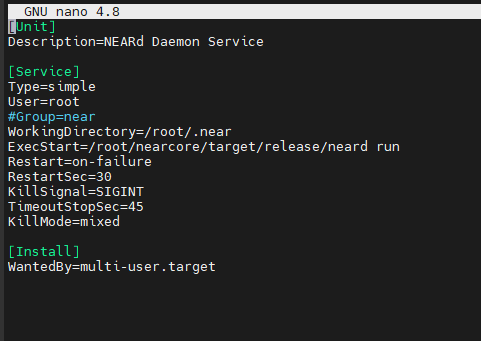 GNU nano 4.8
[Unit]
Description=NEARd Daemon Service
[Service]
Type=simple
User=root
#Group=near
WorkingDirectory=/root/.near
ExecStart=/root/nearcore/target/release/neard run
Restart=on-failure
RestartSec=30
KillSignal=SIGINT
TimeoutStopSec=45
KillMode=mixed
[Install]
WantedBy=multi-user.target